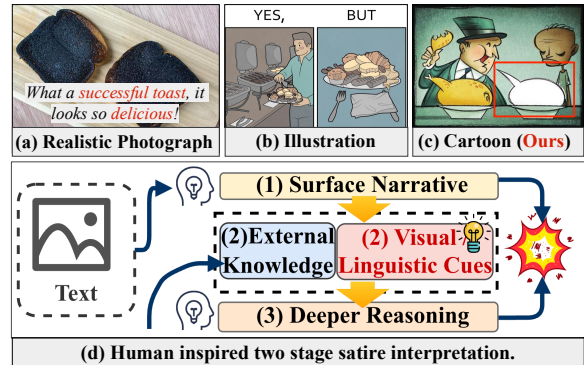 What a successful toast, it
looks so delicious!
(a) Realistic Photograph
YES, BUT
(b) Illustration
(c) Cartoon (Ours)
Text
(1) Surface Narrative
(2)External
Knowledge
(2) Visual
Linguistic Cues
(3) Deeper Reasoning
(d) Human inspired two stage satire interpretation.